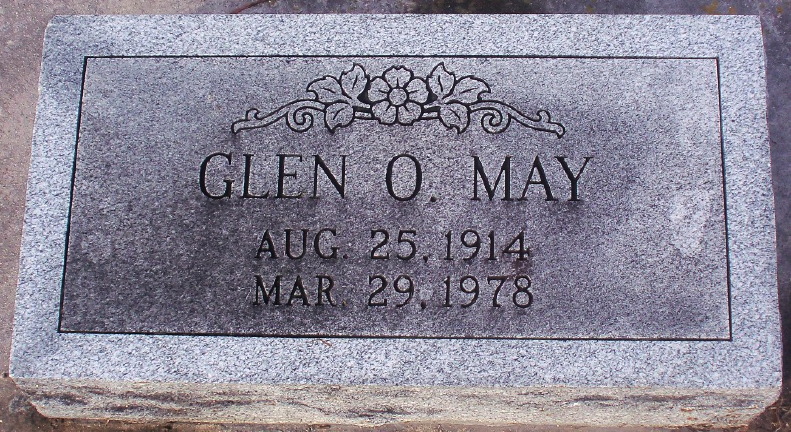 GLEN O. MAY
AUG. 25, 1914
MAR. 29, 1978